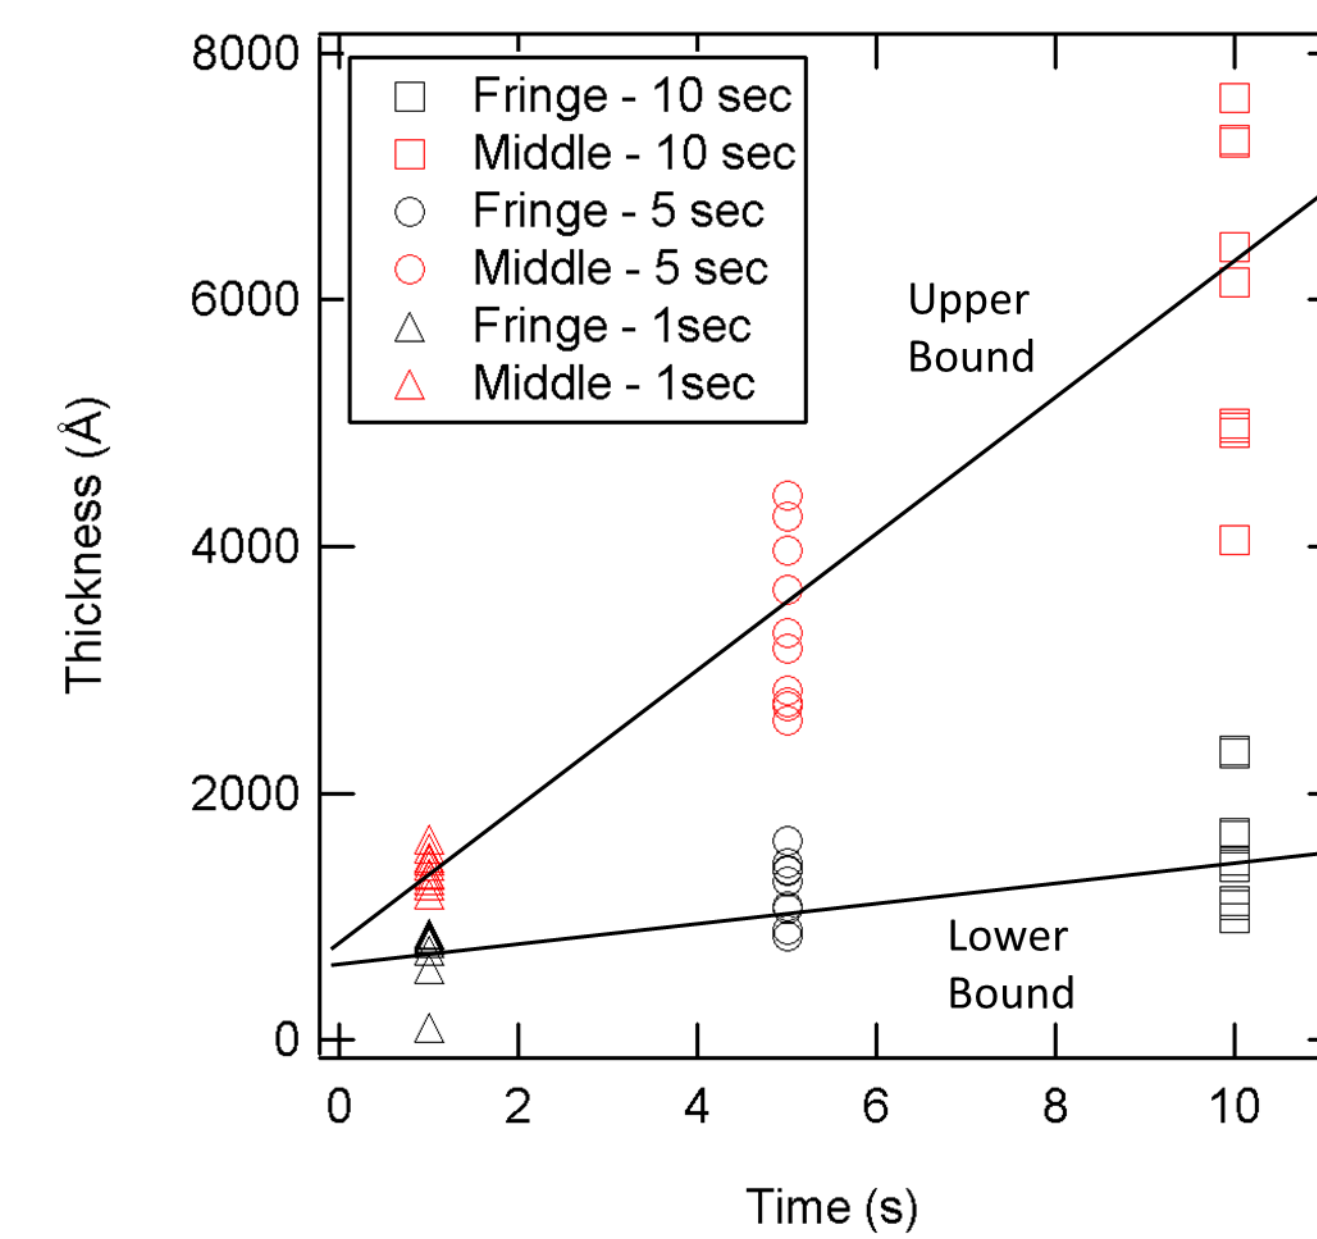 8000
6000
4000
2000
0
Thickness (Å)
Fringe - 10 sec
Middle - 10 sec
Fringe - 5 sec
Middle - 5 sec
Fringe - 1sec
Middle - 1sec
Upper
Bound
Lower
Bound
0 2 4 6 8 10
Time (s)